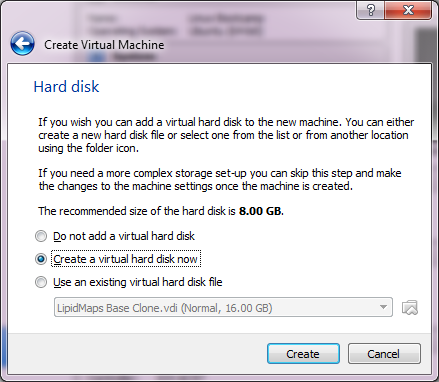 Create Virtual Machine
Hard disk
If you wish you can add a virtual hard disk to the new machine. You can either
create a new hard disk file or select one from the list or from another location
using the folder icon.
If you need a more complex storage set-up you can skip this step and make
the changes to the machine settings once the machine is created.
The recommended size of the hard disk is 8.00 GB.
Do not add a virtual hard disk
Create a virtual hard disk now
Use an existing virtual hard disk file
LipidMaps Base Clone.vdi (Normal, 16.00 GB)
Create
Cancel